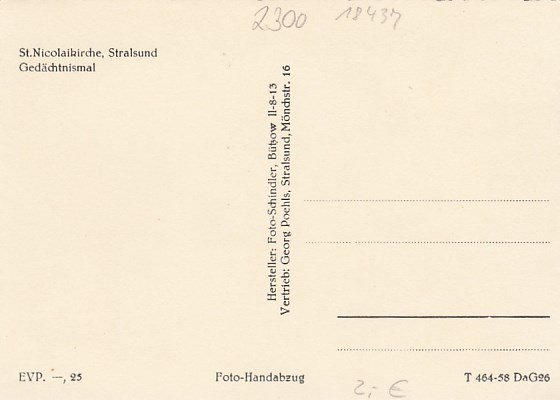 2300 18437
St.Nicolaikirche, Stralsund
Gedächtnismal
Hersteller: Foto-Schindler, Bützow II-8-13
Vertrieb: Georg Poehls, Stralsund, Mönchstr. 16
EVP. —, 25
Foto-Handabzug
T 464-58 DaG26
2,- €